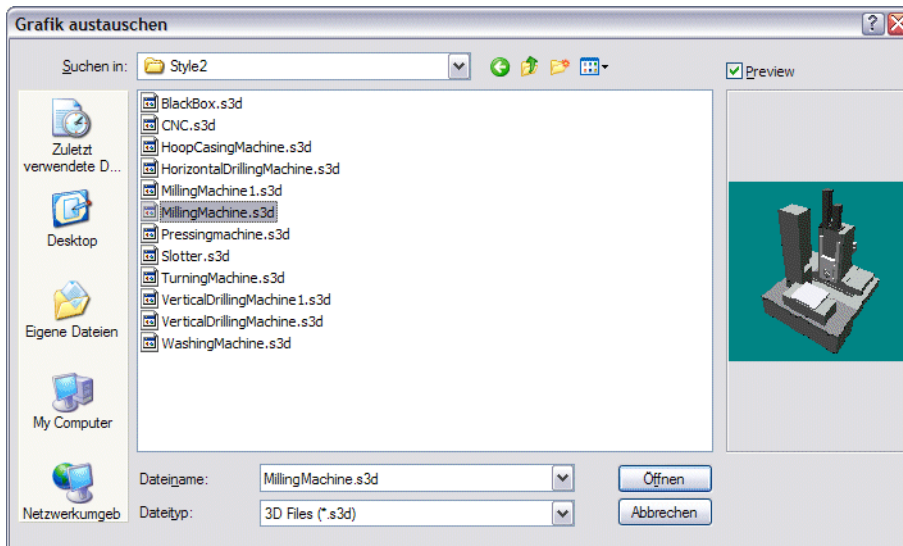 Grafik austauschen
Suchen in:
Style2
Preview
Zuletzt
verwendete D...
Desktop
Eigene Dateien
My Computer
Netzwerkumgeb
BlackBox.s3d
CNC.s3d
HoopCasingMachine.s3d
HorizontalDrillingMachine.s3d
MillingMachine1.s3d
MillingMachine.s3d
Pressingmachine.s3d
Slotter.s3d
TurningMachine.s3d
VerticalDrillingMachine1.s3d
VerticalDrillingMachine.s3d
WashingMachine.s3d
Dateiname:
MillingMachine.s3d
Öffnen
Dateityp:
3D Files (*.s3d)
Abbrechen